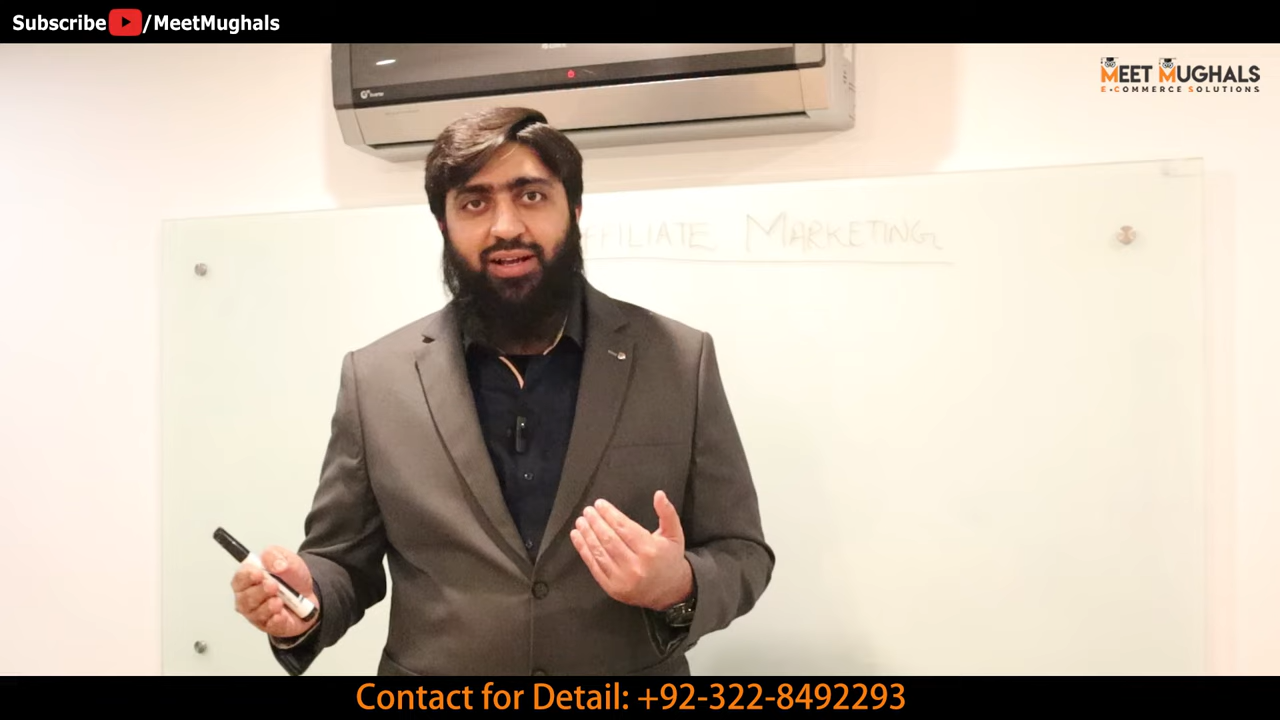 Subscribe /MeetMughals
MEET MUGHALS
E-COMMERCE SOLUTIONS
MARKETING
Contact for Detail: +92-322-8492293